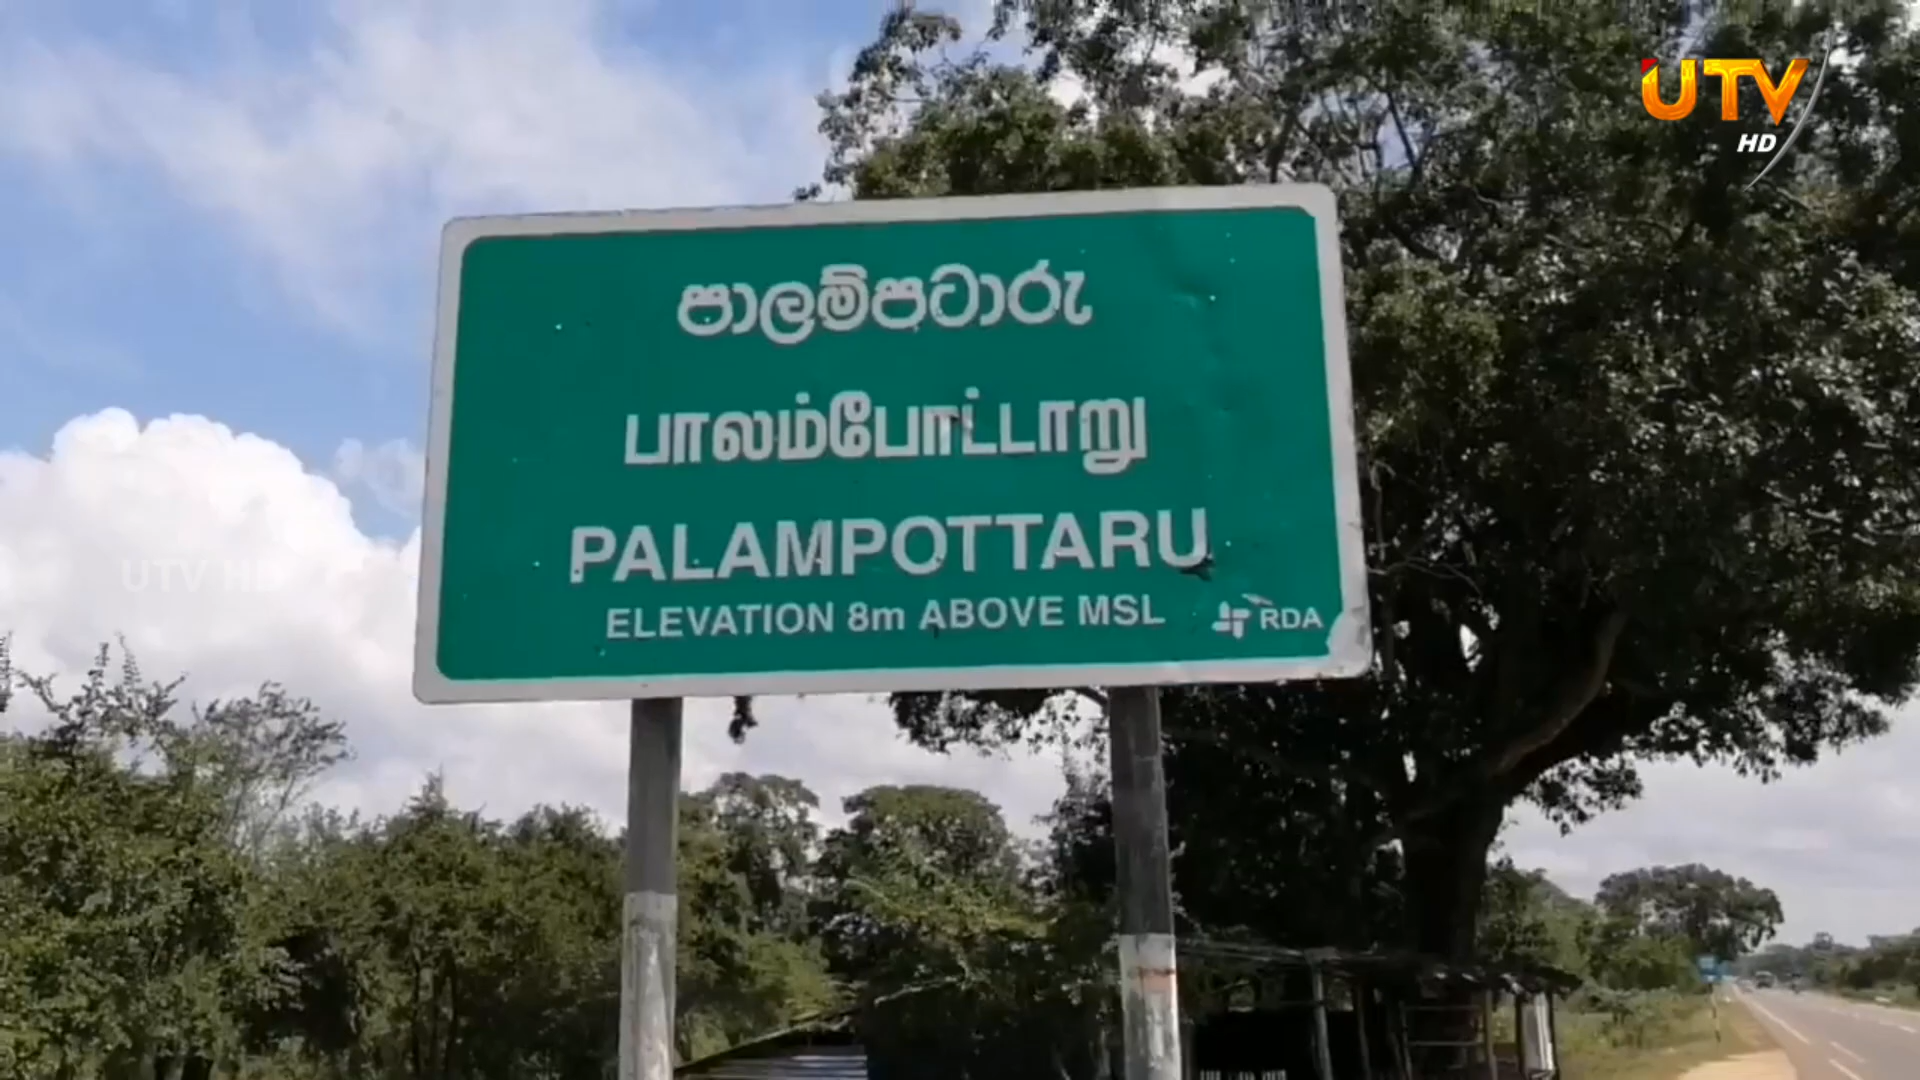 UTV
HD
පාලම්පටාරු
பாலம்போட்டாறு
PALAMPOTTARU
ELEVATION 8m ABOVE MSL
RDA
UTV HD